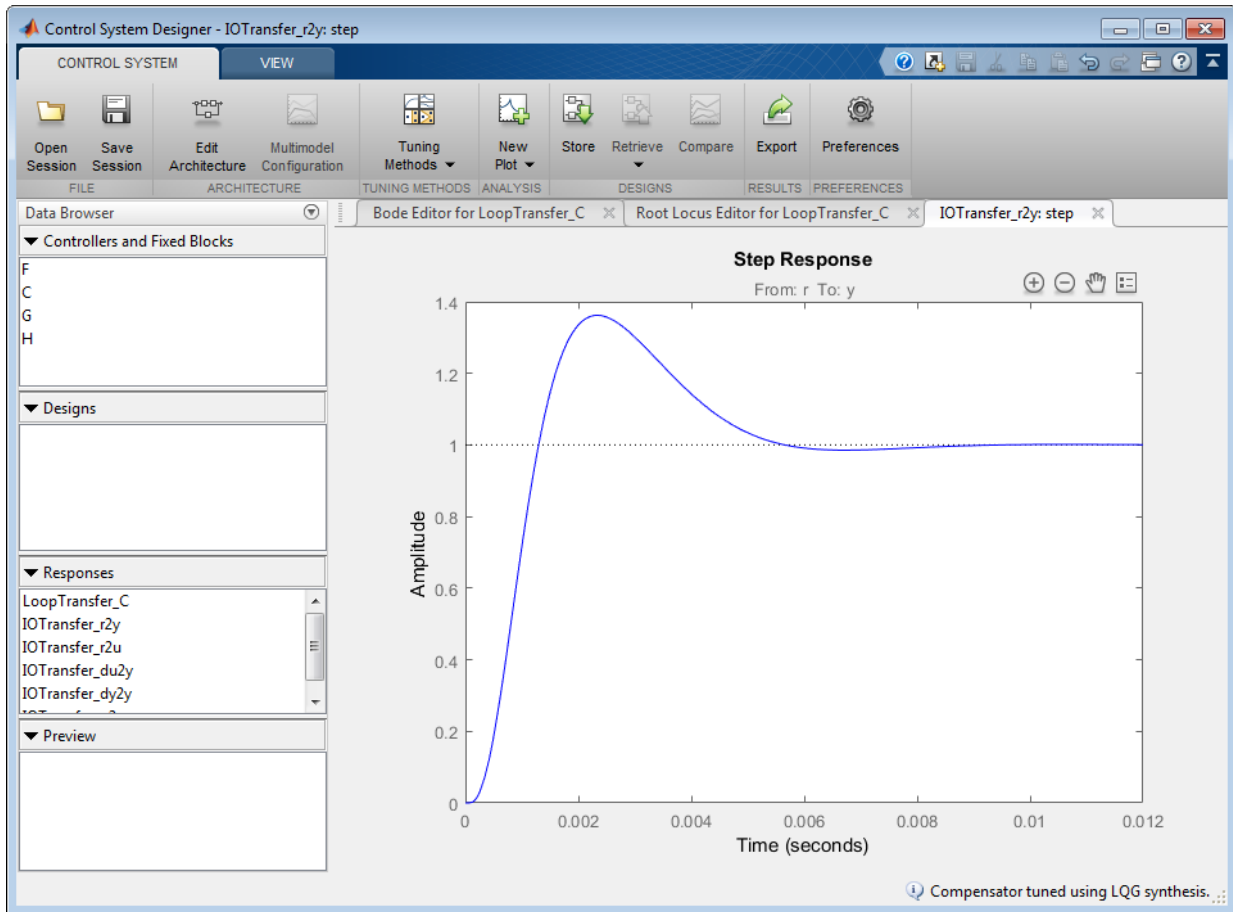 Control System Designer - IOTransfer_r2y: step
CONTROL SYSTEM
VIEW
Open Session
Save Session
Edit Architecture
Multimodel Configuration
Tuning Methods
New Plot
Store
Retrieve
Compare
Export
Preferences
FILE
ARCHITECTURE
TUNING METHODS
ANALYSIS
DESIGNS
RESULTS
PREFERENCES
Data Browser
Controllers and Fixed Blocks
F
C
G
H
Designs
Responses
LoopTransfer_C
IOTransfer_r2y
IOTransfer_r2u
IOTransfer_du2y
IOTransfer_dy2y
Preview
Bode Editor for LoopTransfer_C
Root Locus Editor for LoopTransfer_C
IOTransfer_r2y: step
Step Response
From: r To: y
1.4
1.2
1
0.8
0.6
0.4
0.2
0
Amplitude
0
0.002
0.004
0.006
0.008
0.01
0.012
Time (seconds)
Compensator tuned using LQG synthesis.